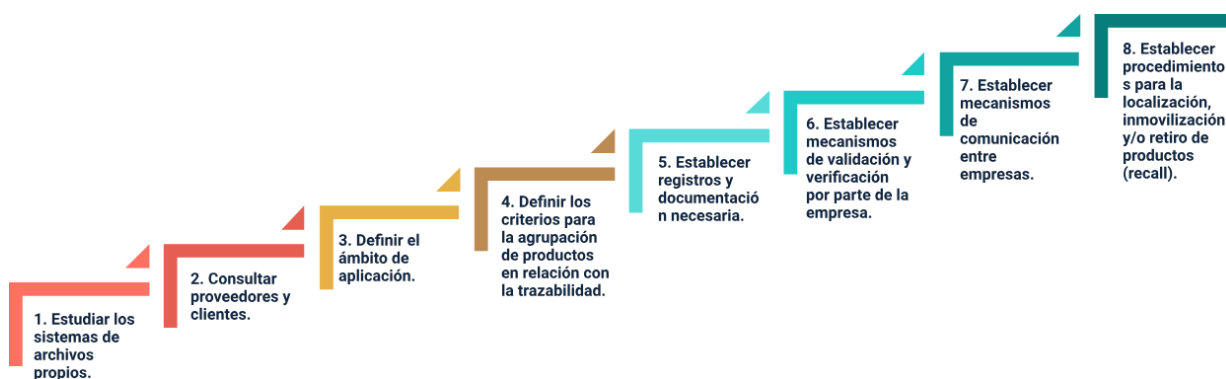 1. Estudiar los
sistemas de
archivos
propios.
2. Consultar
proveedores y
clientes.
3. Definir el
ámbito de
aplicación.
4. Definir los
criterios para
la agrupación
de productos
en relación con
la trazabilidad.
5. Establecer
registros y
documentació
n necesaria.
6. Establecer
mecanismos
de validación y
verificación
por parte de la
empresa.
7. Establecer
mecanismos
de
comunicación
entre
empresas.
8. Establecer
procedimiento
s para la
localización,
inmovilización
y/o retiro de
productos
(recall).